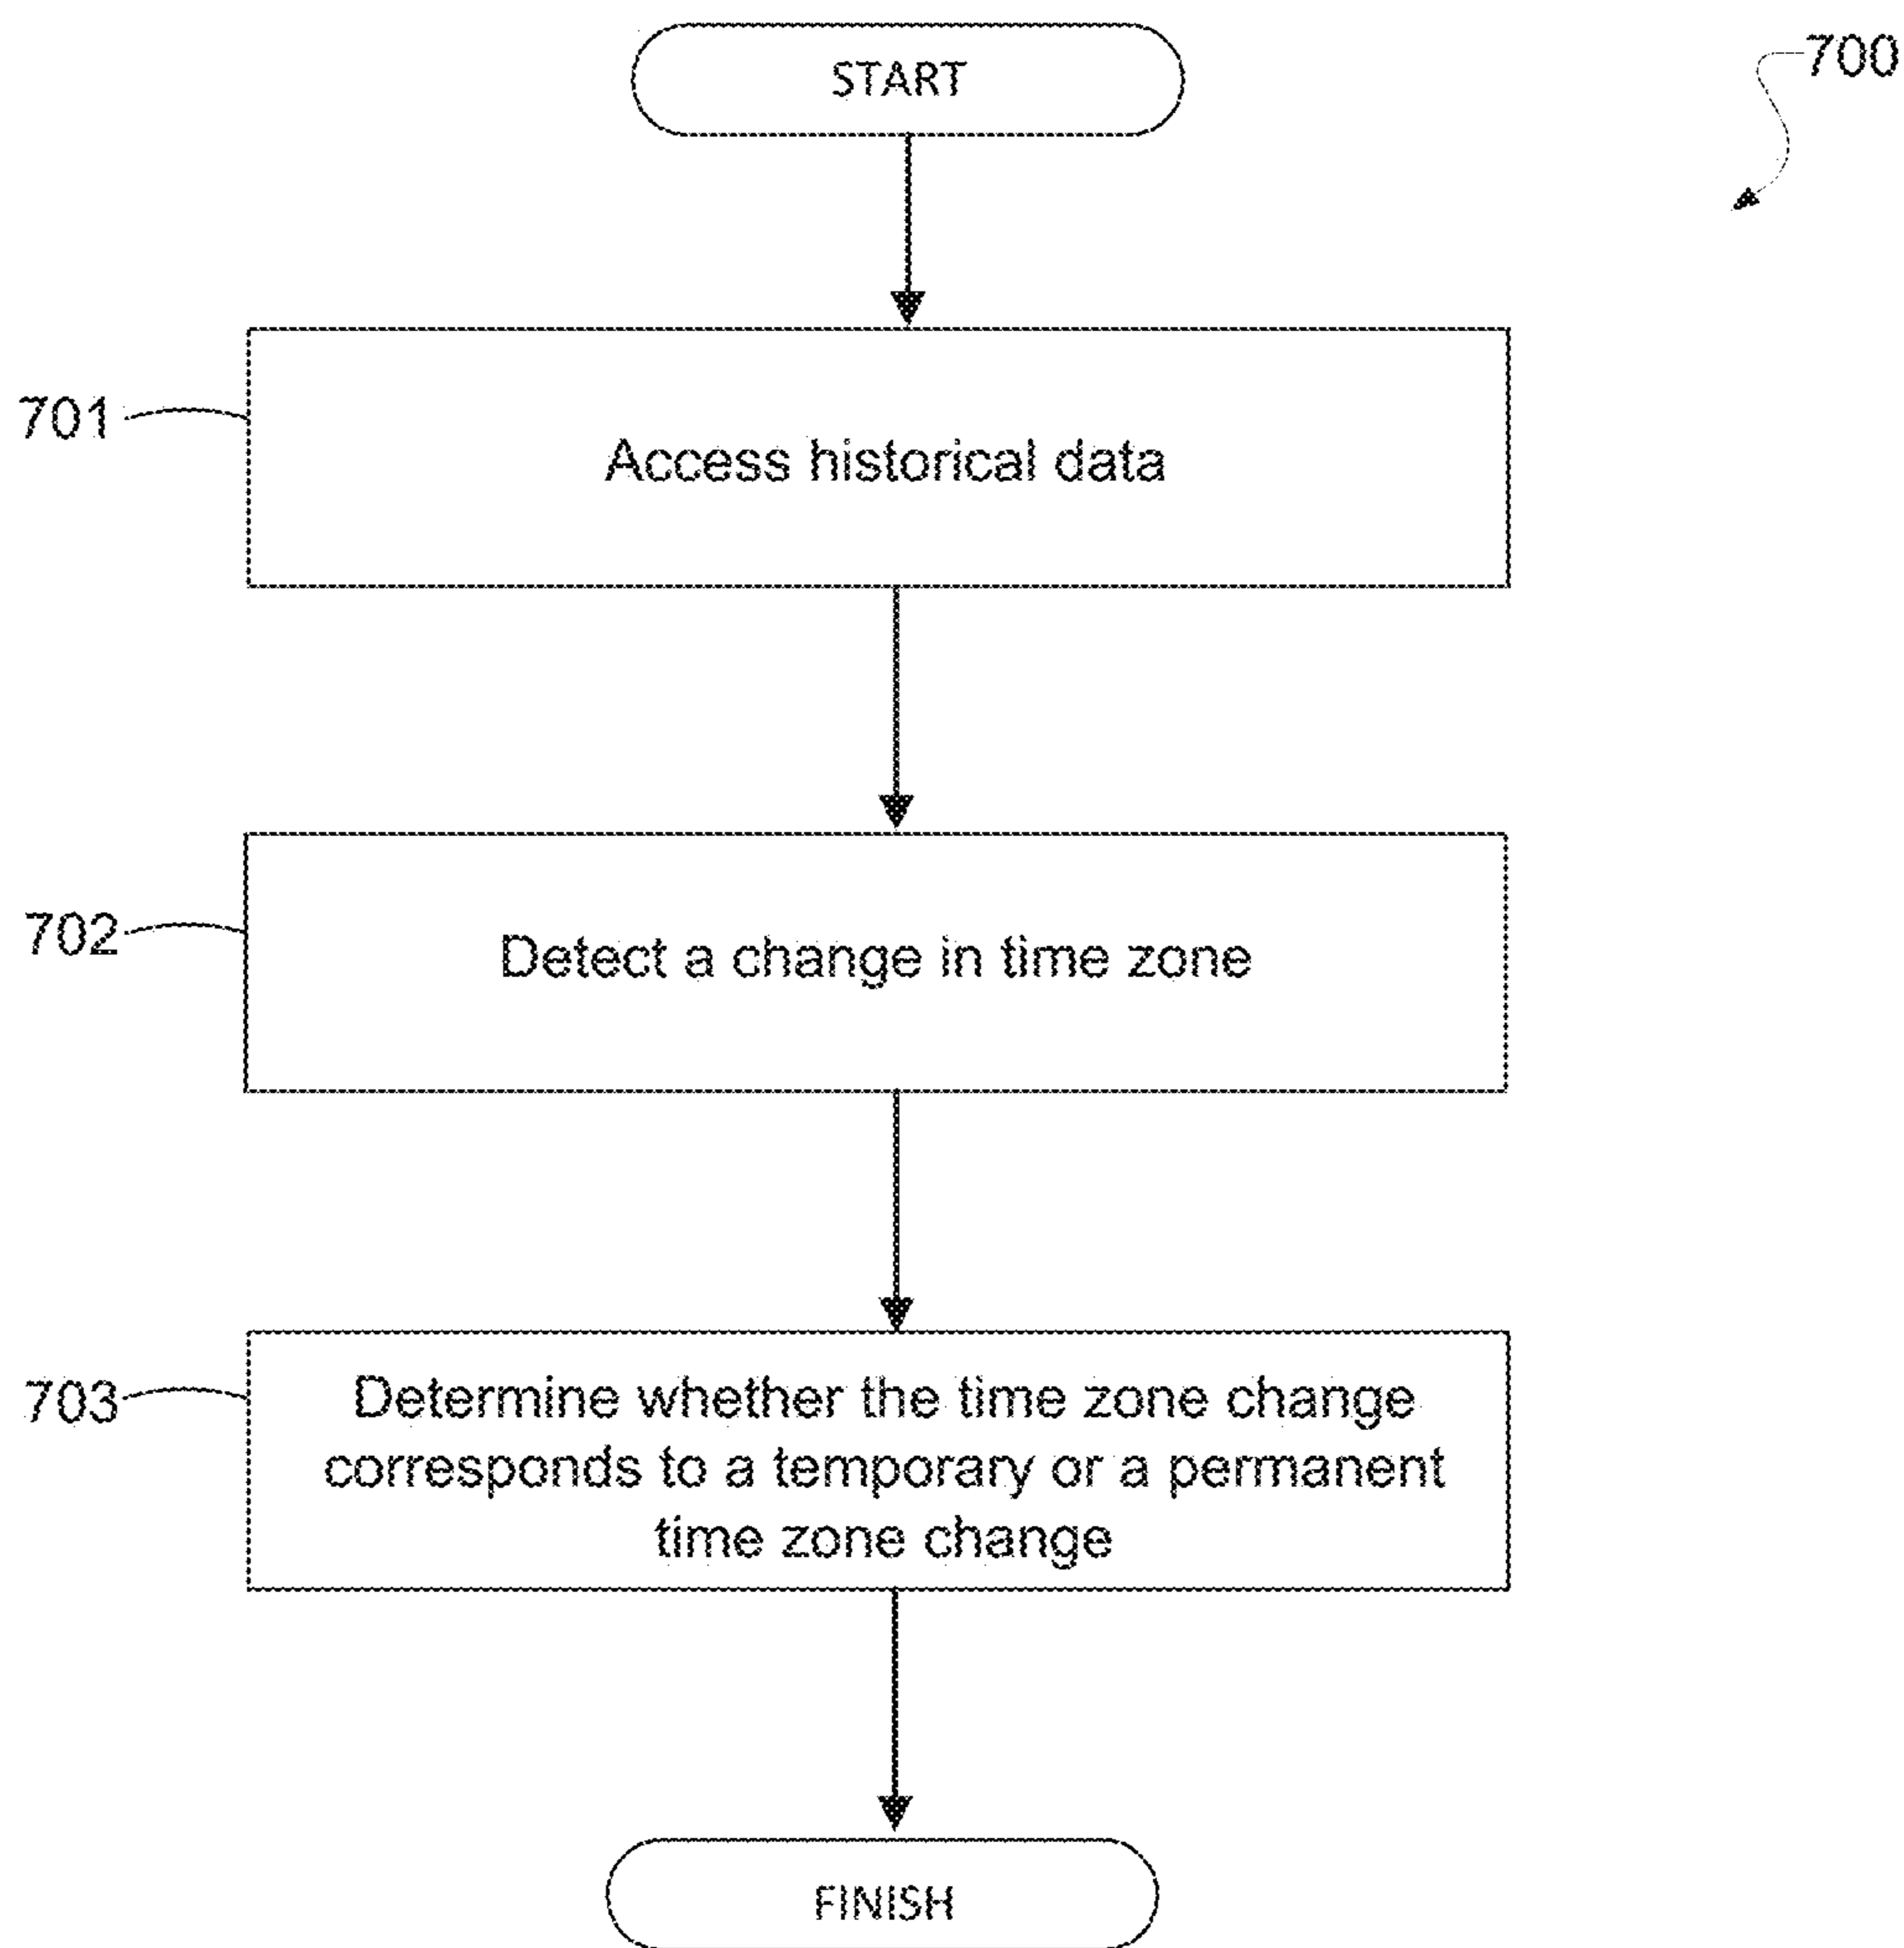 START
700
701
Access historical data
702
Detect a change in time zone
703
Determine whether the time zone change
corresponds to a temporary or a permanent
time zone change
FINISH